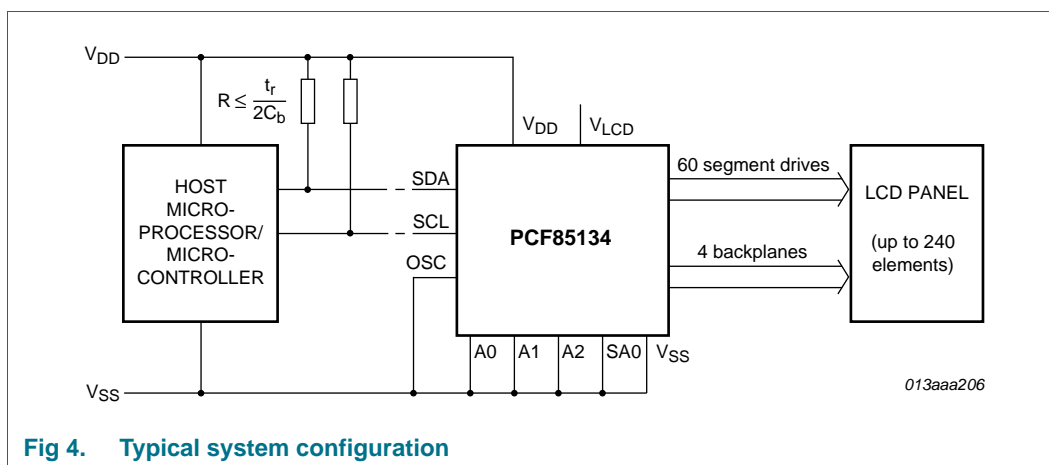 VDD
R ≤ tr
2Cb
VDD
VLCD
HOST
MICRO-
PROCESSOR/
MICRO-
CONTROLLER
SDA
SCL
OSC
PCF85134
60 segment drives
4 backplanes
LCD PANEL
(up to 240
elements)
A0 A1 A2 SA0 VSS
VSS
013aaa206
Fig 4. Typical system configuration